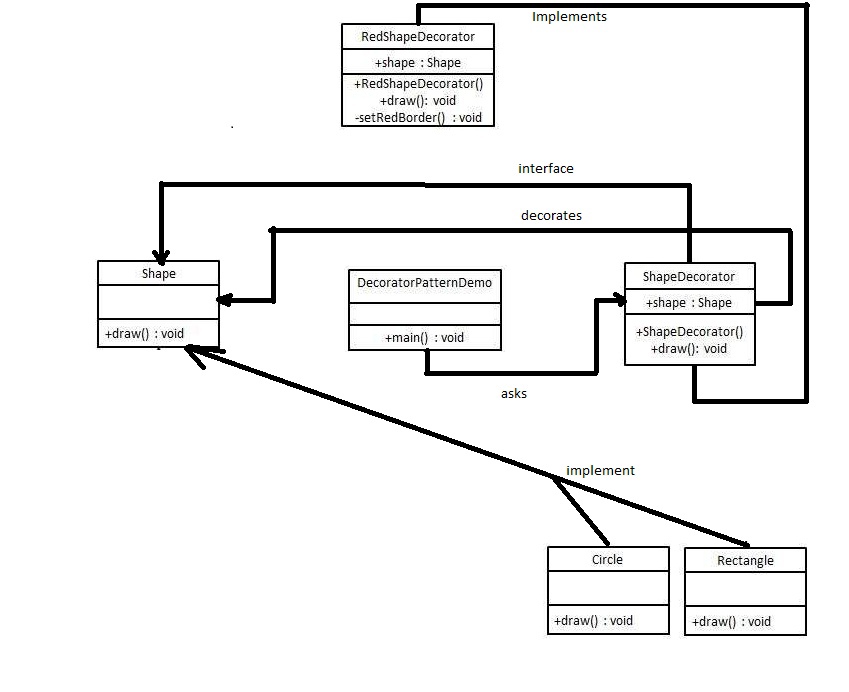 Implements
RedShapeDecorator
+shape : Shape
+RedShapeDecorator()
+draw(): void
-setRedBorder() : void
interface
decorates
Shape
+draw() : void
DecoratorPatternDemo
+main() : void
ShapeDecorator
+shape : Shape
+ShapeDecorator()
+draw(): void
asks
implement
Circle
+draw() : void
Rectangle
+draw() : void